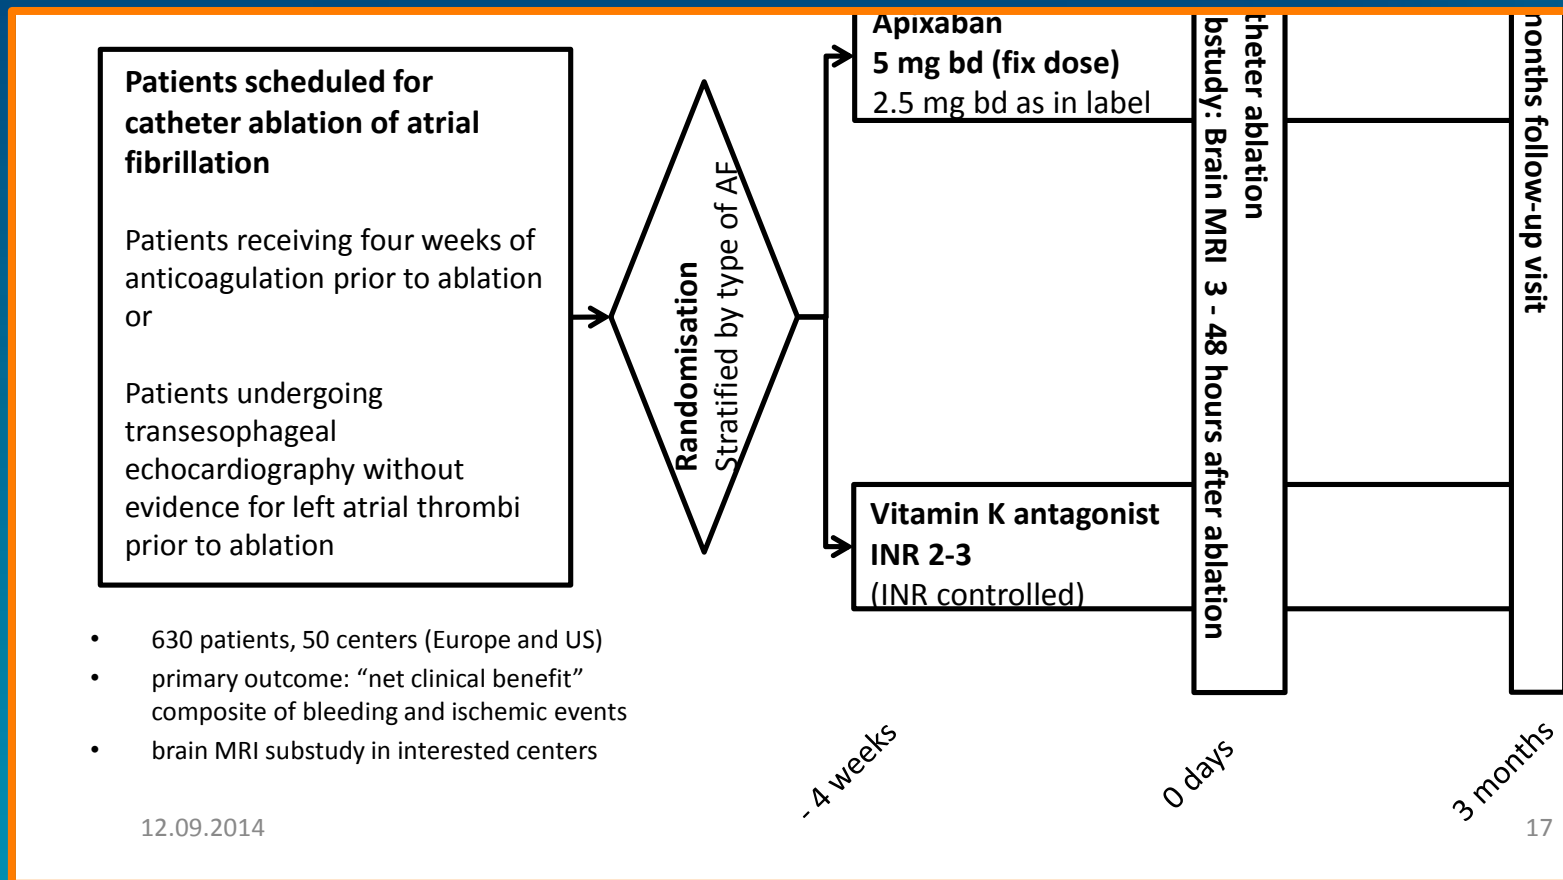 Patients scheduled for
catheter ablation of atrial
fibrillation
Patients receiving four weeks of
anticoagulation prior to ablation
or
Patients undergoing
transesophageal
echocardiography without
evidence for left atrial thrombi
prior to ablation
Randomisation
Stratified by type of AF
Apixaban
5 mg bd (fix dose)
2.5 mg bd as in label
Vitamin K antagonist
INR 2-3
(INR controlled)
theter ablation
bstudy: Brain MRI 3 - 48 hours after ablation
months follow-up visit
• 630 patients, 50 centers (Europe and US)
• primary outcome: “net clinical benefit”
composite of bleeding and ischemic events
• brain MRI substudy in interested centers
- 4 weeks
0 days
3 months
12.09.2014
17